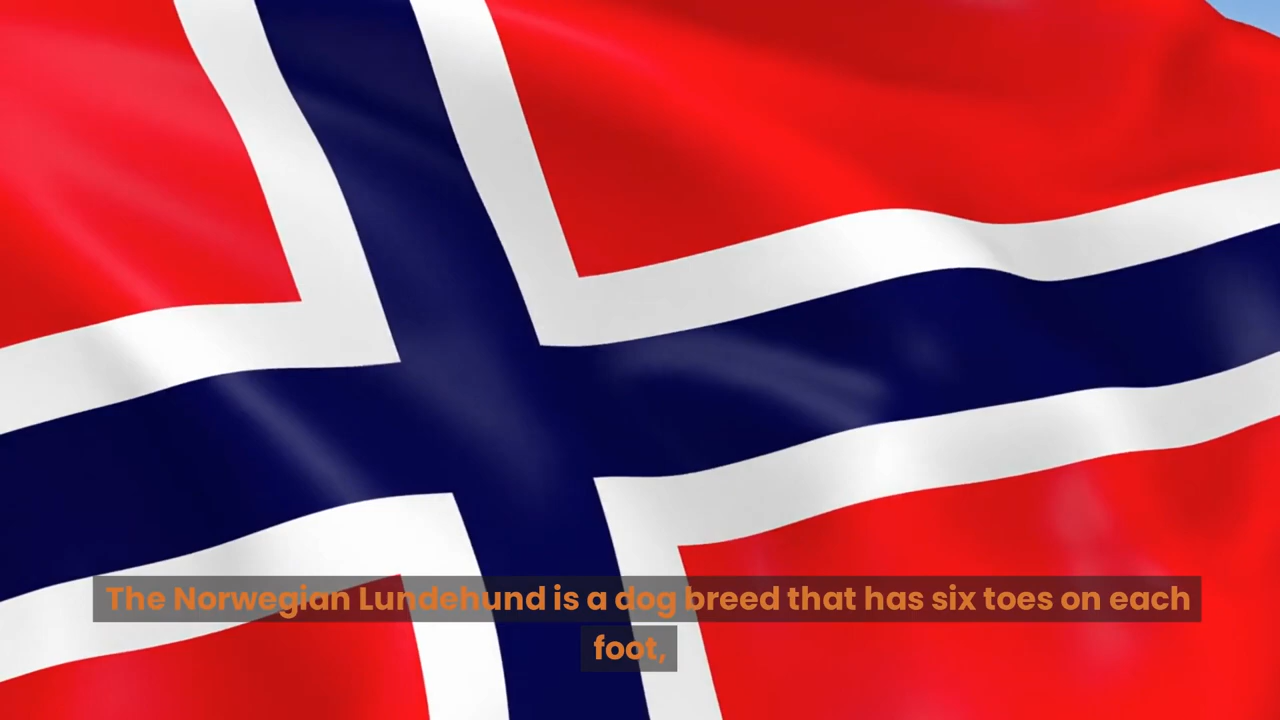 The Norwegian Lundehund is a dog breed that has six toes on each
foot,